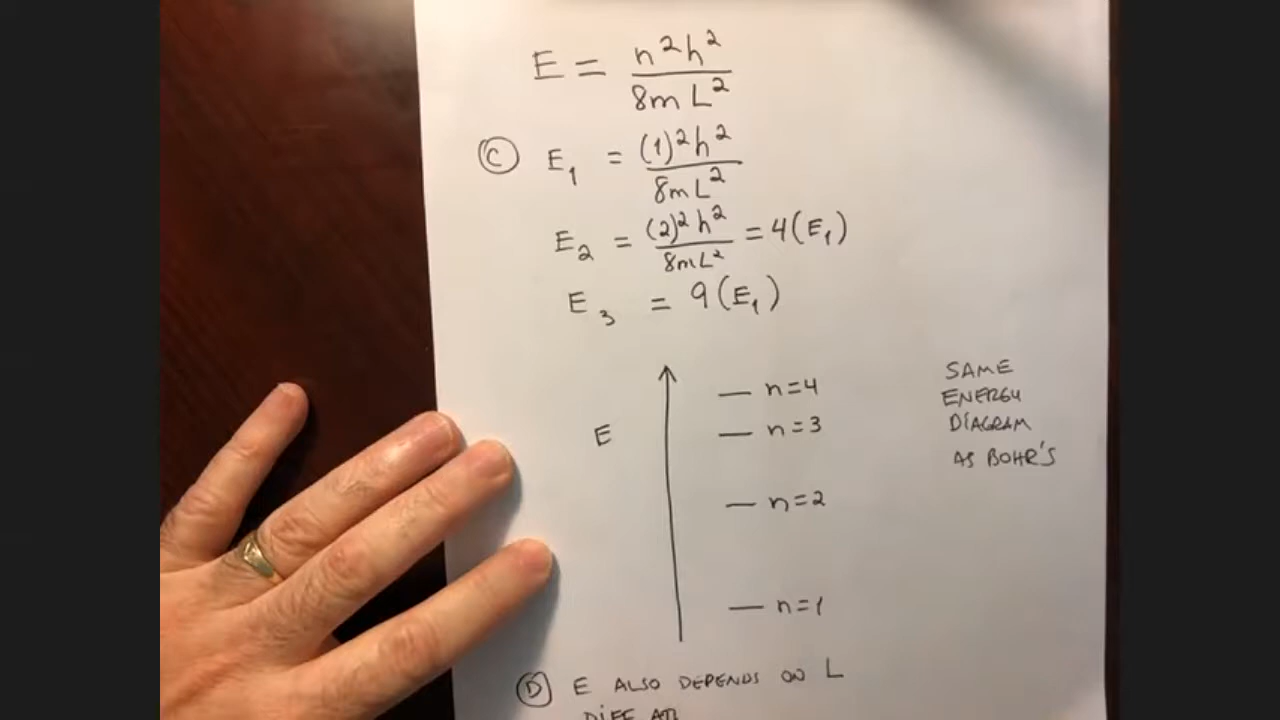 E = n²h² / 8mL²
Ⓒ E₁ = (1)²h² / 8mL²
E₂ = (2)²h² / 8mL² = 4(E₁)
E₃ = 9(E₁)
E
n=4
n=3
n=2
n=1
SAME
ENERGY
DIAGRAM
AS BOHR'S
Ⓓ E ALSO DEPENDS ON L
DIFF